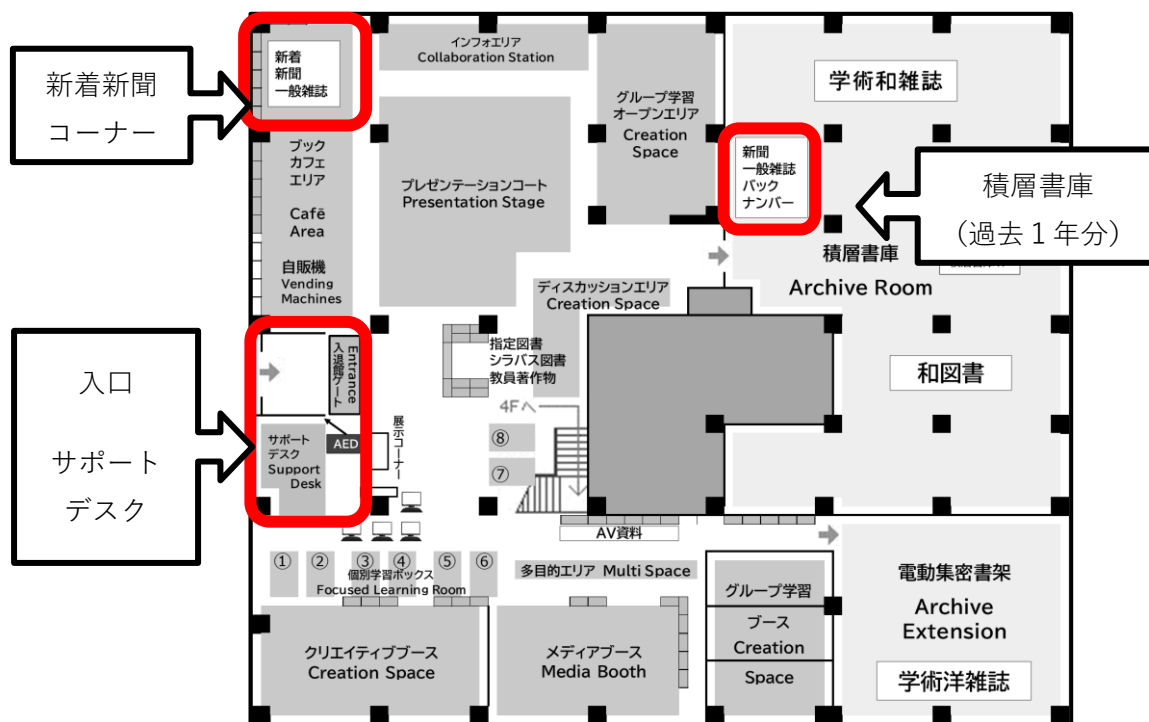 新着新聞
コーナー
新着
新聞
一般雑誌
インフォエリア
Collaboration Station
グループ学習
オープンエリア
Creation
Space
学術和雑誌
新聞
一般雑誌
バック
ナンバー
積層書庫
(過去1年分)
ブック
カフェ
エリア
Cafē
Area
自販機
Vending
Machines
プレゼンテーションコート
Presentation Stage
積層書庫
Archive Room
ディスカッションエリア
Creation Space
入口
サポート
デスク
Entrance
入退館ゲート
指定図書
シラバス図書
教員著作物
和図書
4Fへ
サポート
デスク
Support
Desk
AED
展示コーナー
⑧
⑦
AV資料
① ② ③ ④ ⑤ ⑥
個別学習ボックス
Focused Learning Room
多目的エリア Multi Space
グループ学習
ブース
Creation
Space
電動集密書架
Archive
Extension
学術洋雑誌
クリエイティブブース
Creation Space
メディアブース
Media Booth